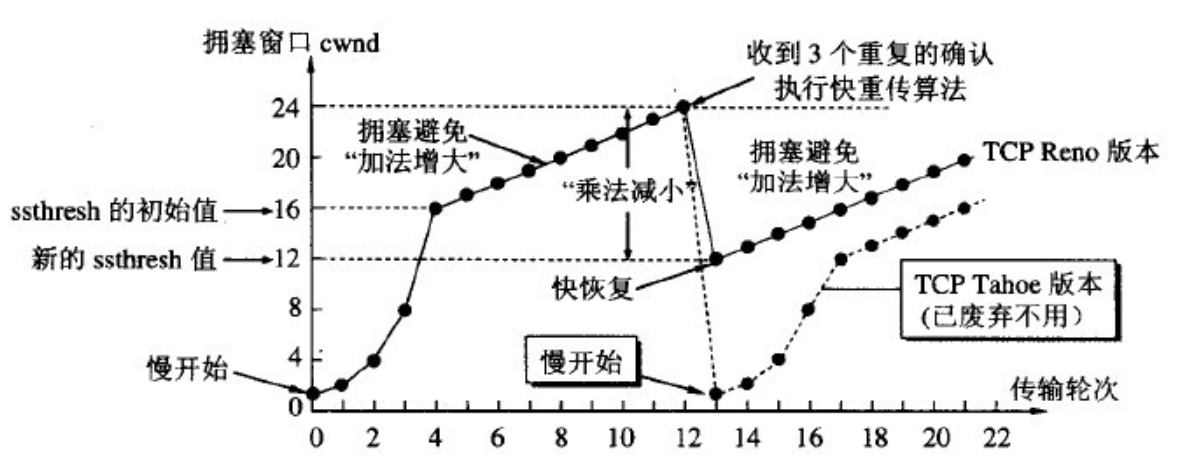 拥塞窗口 cwnd
收到 3 个重复的确认
执行快重传算法
24
拥塞避免
“加法增大”
20
拥塞避免
“加法增大”
TCP Reno 版本
“乘法减小”
ssthresh 的初始值
16
新的 ssthresh 值
12
快恢复
TCP Tahoe 版本
(已废弃不用)
8
慢开始
4
慢开始
传输轮次
0
0 2 4 6 8 10 12 14 16 18 20 22